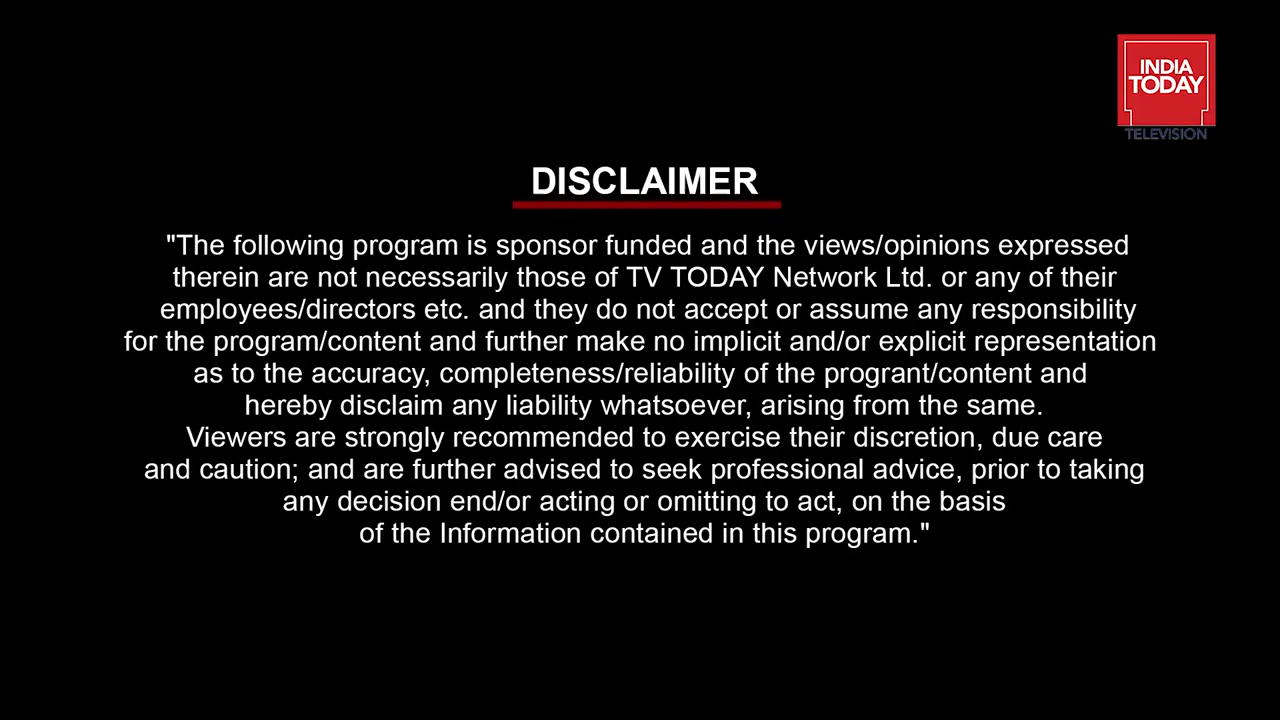 INDIA
TODAY
TELEVISION
DISCLAIMER
"The following program is sponsor funded and the views/opinions expressed
therein are not necessarily those of TV TODAY Network Ltd. or any of their
employees/directors etc. and they do not accept or assume any responsibility
for the program/content and further make no implicit and/or explicit representation
as to the accuracy, completeness/reliability of the progrant/content and
hereby disclaim any liability whatsoever, arising from the same.
Viewers are strongly recommended to exercise their discretion, due care
and caution; and are further advised to seek professional advice, prior to taking
any decision end/or acting or omitting to act, on the basis
of the Information contained in this program."